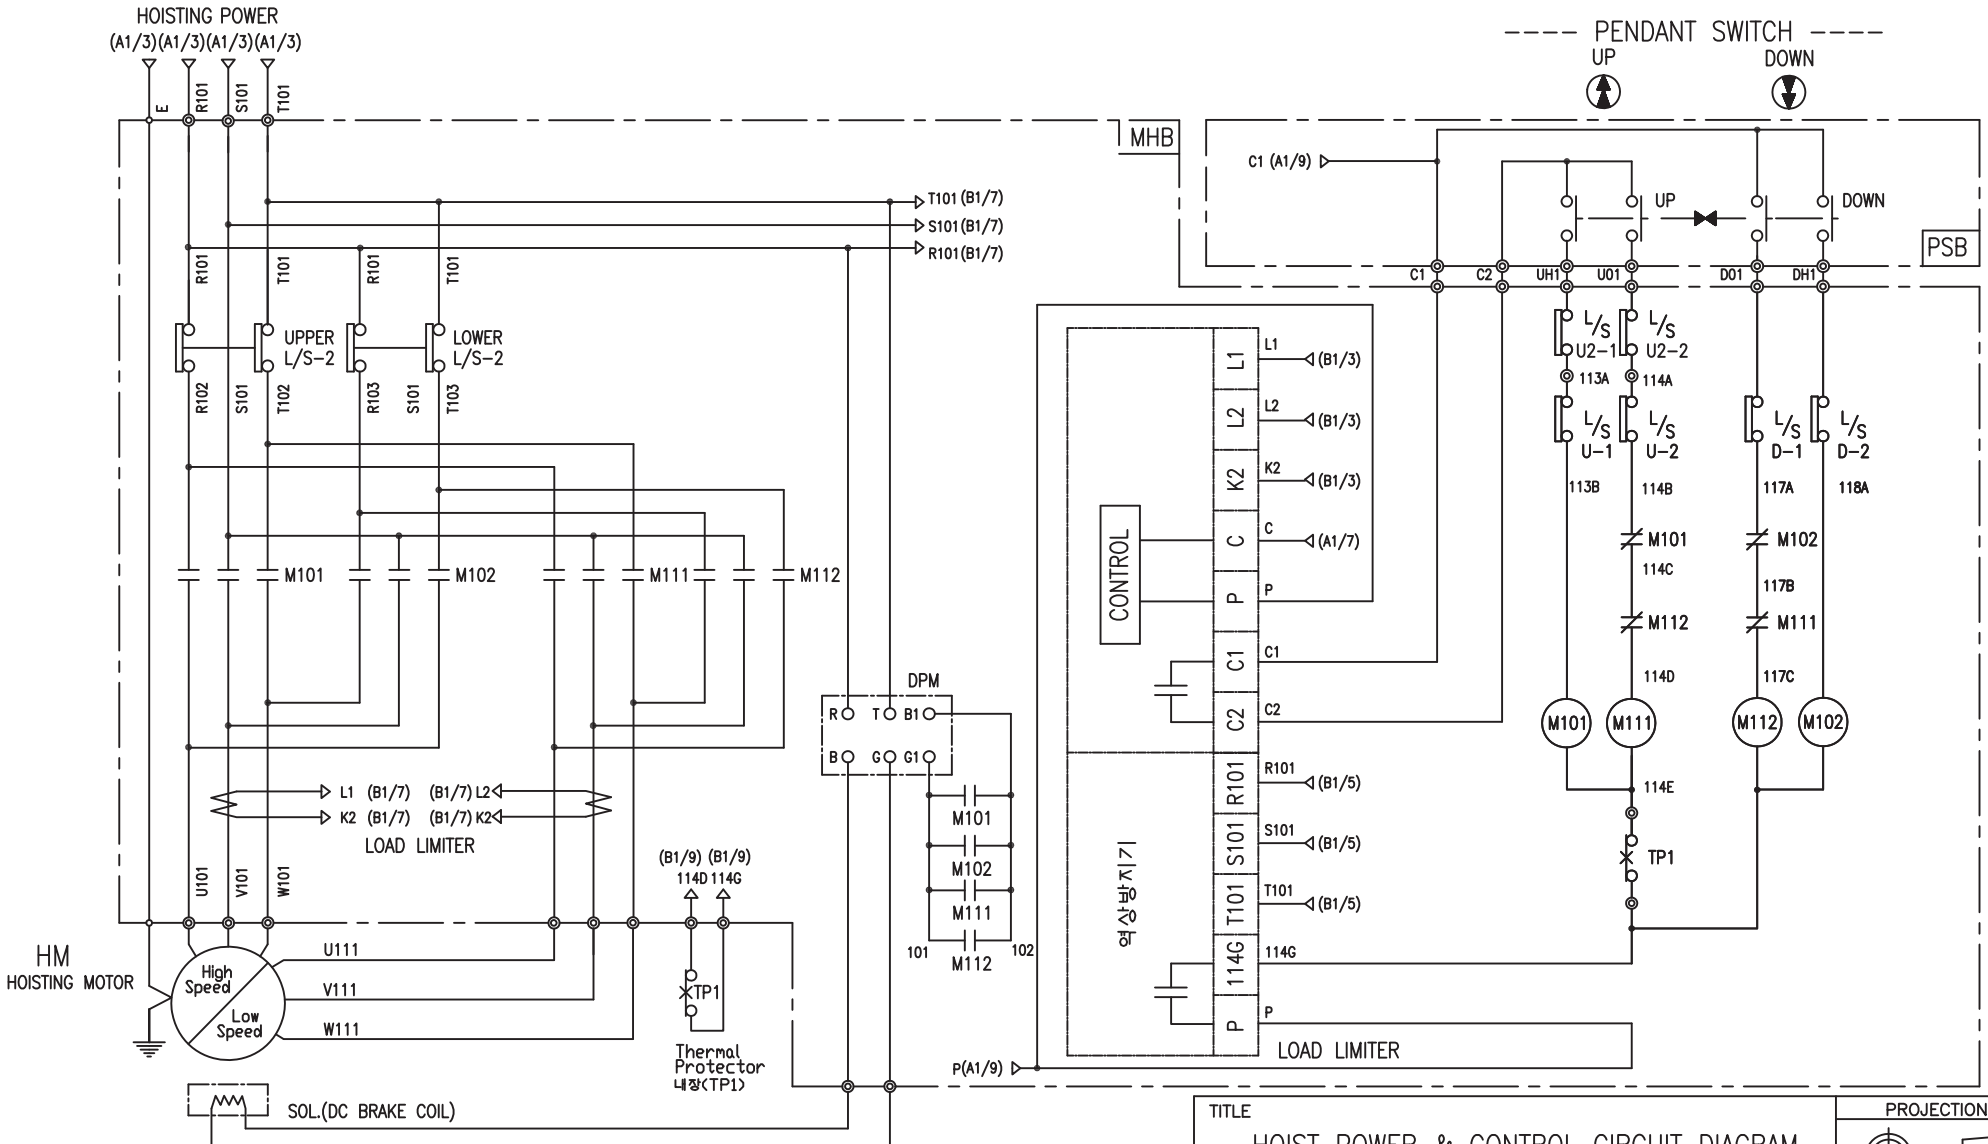 HOISTING POWER
(A1/3)(A1/3)(A1/3)(A1/3)
E
R101
S101
T101
MHB
T101 (B1/7)
S101 (B1/7)
R101 (B1/7)
R101
T101
R101
T101
UPPER
L/S-2
LOWER
L/S-2
R102
S101
T102
R103
S101
T103
M101
M102
M111
M112
L1 (B1/7)
(B1/7) L2
K2 (B1/7)
(B1/7) K2
LOAD LIMITER
U101
V101
W101
HM
HOISTING MOTOR
High
Speed
Low
Speed
U111
V111
W111
(B1/9) (B1/9)
114D 114G
TP1
Thermal
Protector
내장(TP1)
SOL.(DC BRAKE COIL)
DPM
R T B1
B G G1
M101
M102
M111
M112
101
102
---- PENDANT SWITCH ----
UP
DOWN
C1 (A1/9)
UP
DOWN
PSB
C1
C2
UH1
U01
D01
DH1
L/S
U2-1
L/S
U2-2
113A
114A
L/S
U-1
L/S
U-2
L/S
D-1
L/S
D-2
113B
114B
117A
118A
M101
M102
114C
117B
M112
M111
114D
117C
M101
M111
M112
M102
114E
TP1
CONTROL
L1
L1
(B1/3)
L2
L2
(B1/3)
K2
K2
(B1/3)
C
C
(A1/7)
P
P
C1
C1
C2
C2
R101
R101
(B1/5)
S101
S101
(B1/5)
T101
T101
(B1/5)
114G
114G
P
P
역상방지기
LOAD LIMITER
P(A1/9)
TITLE
HOIST POWER & CONTROL CIRCUIT DIAGRAM
PROJECTION